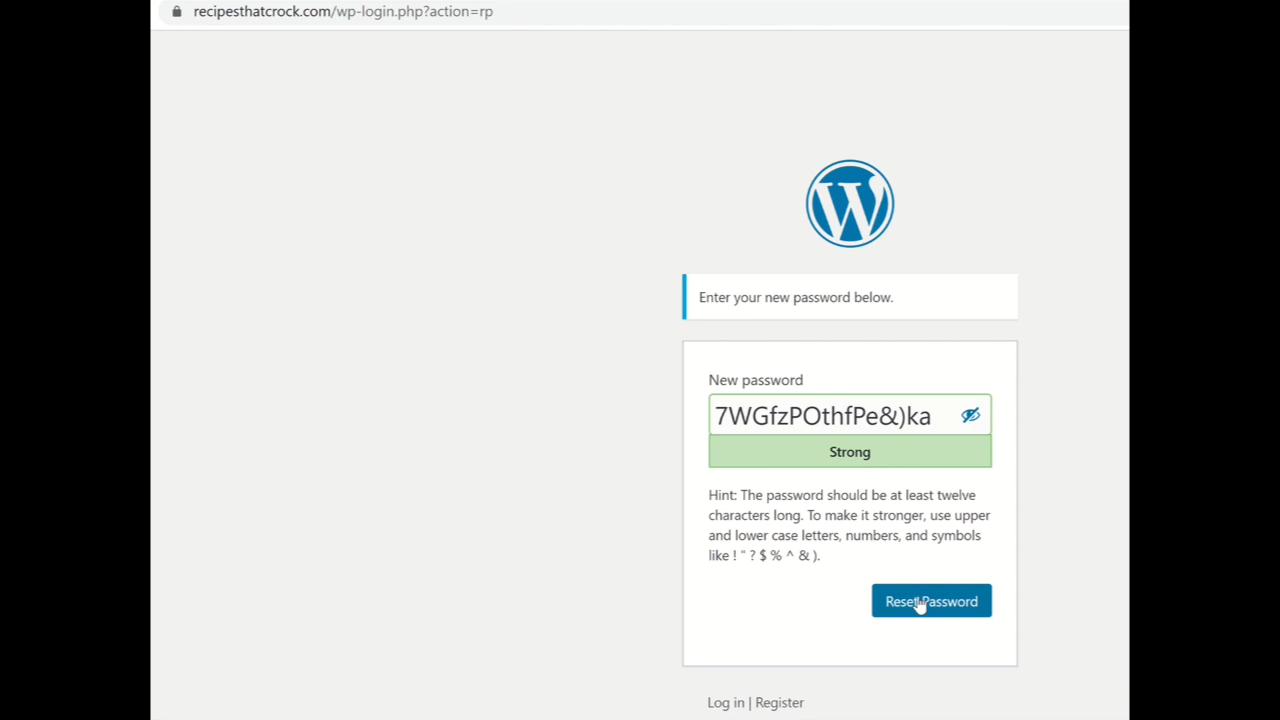 recipesthatcrock.com/wp-login.php?action=rp
W
Enter your new password below.
New password
7WGfzPOthfPe&)ka
Strong
Hint: The password should be at least twelve
characters long. To make it stronger, use upper
and lower case letters, numbers, and symbols
like ! " ? $ % ^ & ).
Reset Password
Log in | Register